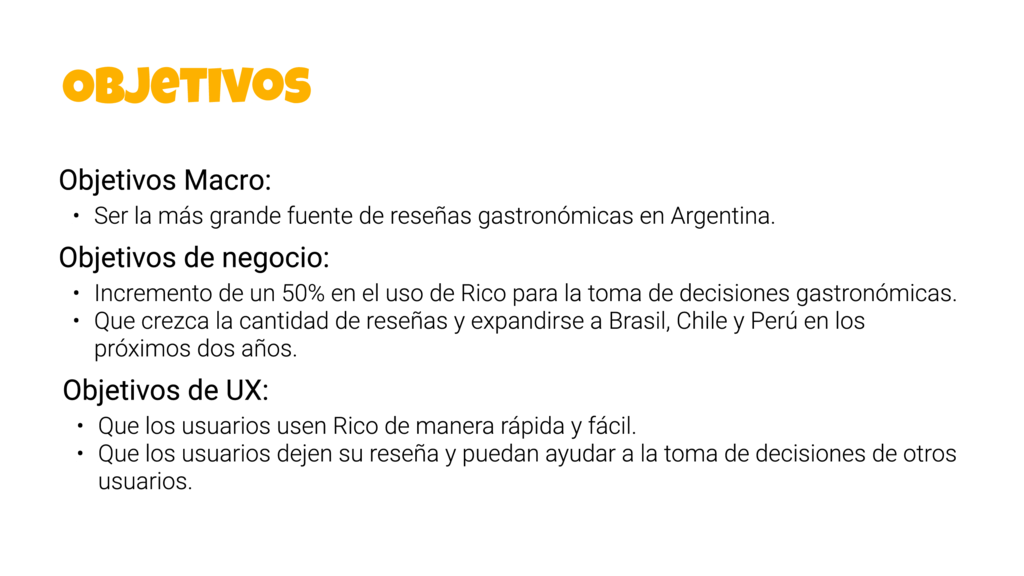 OBJETIVOS
Objetivos Macro:
• Ser la más grande fuente de reseñas gastronómicas en Argentina.
Objetivos de negocio:
• Incremento de un 50% en el uso de Rico para la toma de decisiones gastronómicas.
• Que crezca la cantidad de reseñas y expandirse a Brasil, Chile y Perú en los
próximos dos años.
Objetivos de UX:
• Que los usuarios usen Rico de manera rápida y fácil.
• Que los usuarios dejen su reseña y puedan ayudar a la toma de decisiones de otros
usuarios.